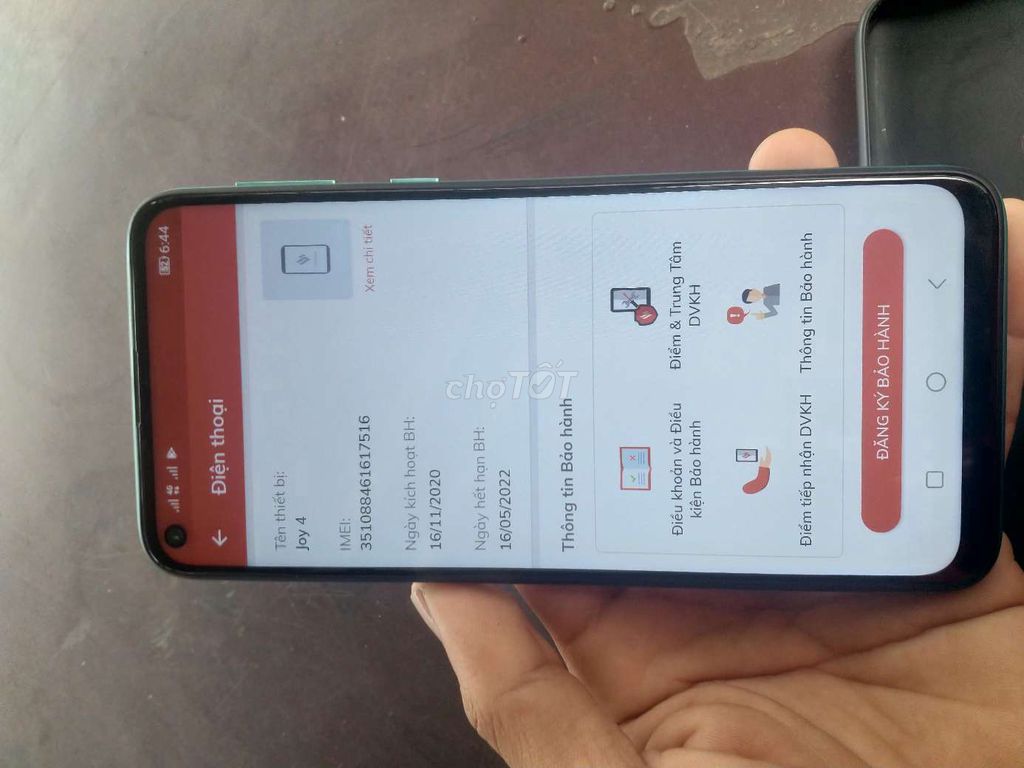 52 6:44
4G
Điện thoại
Tên thiết bị:
Joy 4
Xem chi tiết
IMEI:
351088461617516
Ngày kích hoạt BH:
16/11/2020
Ngày hết hạn BH:
16/05/2022
Thông tin Bảo hành
Điều khoản và Điều
kiện Bảo hành
Điểm & Trung Tâm
DVKH
Điểm tiếp nhận DVKH
Thông tin Bảo hành
ĐĂNG KÝ BẢO HÀNH
chợTỐT